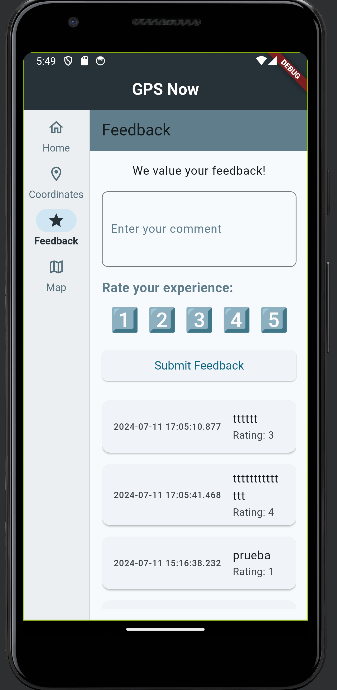 5:49
DEBUG
GPS Now
Home
Coordinates
Feedback
Map
Feedback
We value your feedback!
Enter your comment
Rate your experience:
1 2 3 4 5
Submit Feedback
2024-07-11 17:05:10.877
tttttt
Rating: 3
2024-07-11 17:05:41.468
ttttttttttt
ttt
Rating: 4
2024-07-11 15:16:38.232
prueba
Rating: 1